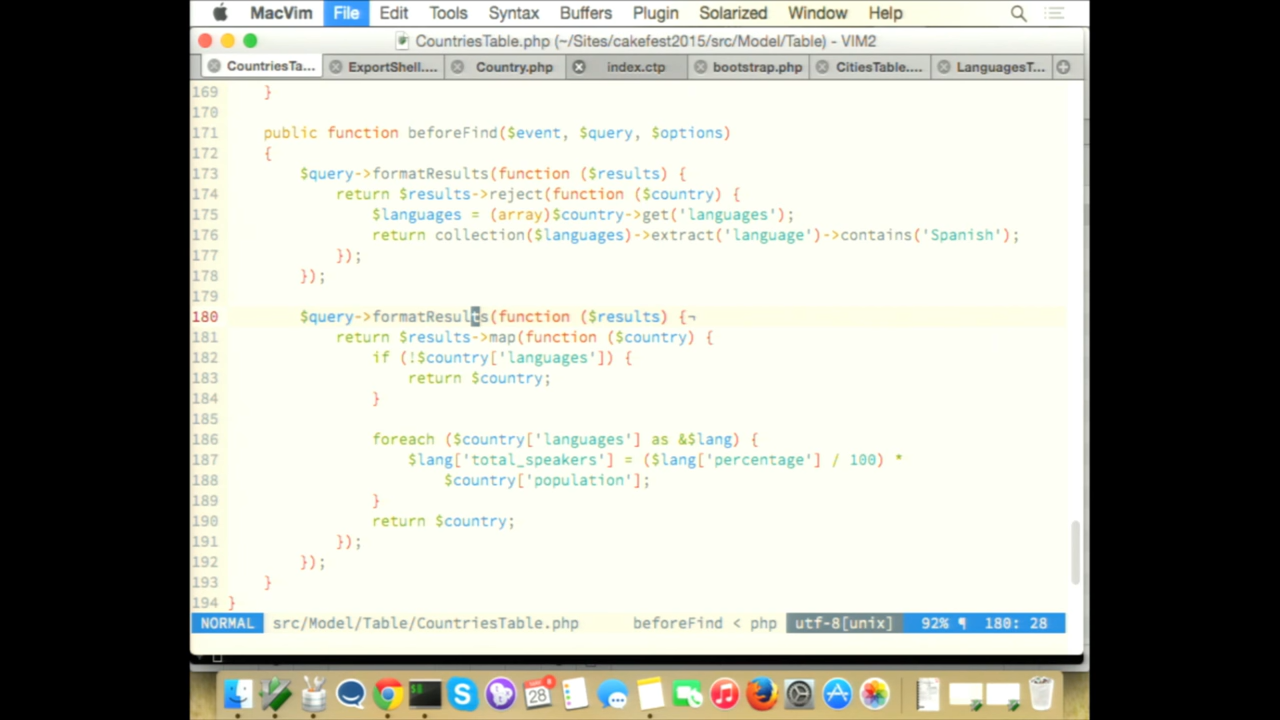 MacVim File Edit Tools Syntax Buffers Plugin Solarized Window Help
CountriesTable.php (~/Sites/cakefest2015/src/Model/Table) - VIM2
CountriesTa... ExportShell.... Country.php index.ctp bootstrap.php CitiesTable.... LanguagesT...
169 }
170
171 public function beforeFind($event, $query, $options)
172 {
173 $query->formatResults(function ($results) {
174 return $results->reject(function ($country) {
175 $languages = (array)$country->get('languages');
176 return collection($languages)->extract('language')->contains('Spanish');
177 });
178 });
179
180 $query->formatResults(function ($results) {¬
181 return $results->map(function ($country) {
182 if (!$country['languages']) {
183 return $country;
184 }
185
186 foreach ($country['languages'] as &$lang) {
187 $lang['total_speakers'] = ($lang['percentage'] / 100) *
188 $country['population'];
189 }
190 return $country;
191 });
192 });
193 }
194 }
NORMAL src/Model/Table/CountriesTable.php beforeFind < php utf-8[unix] 92% ¶ 180: 28
28